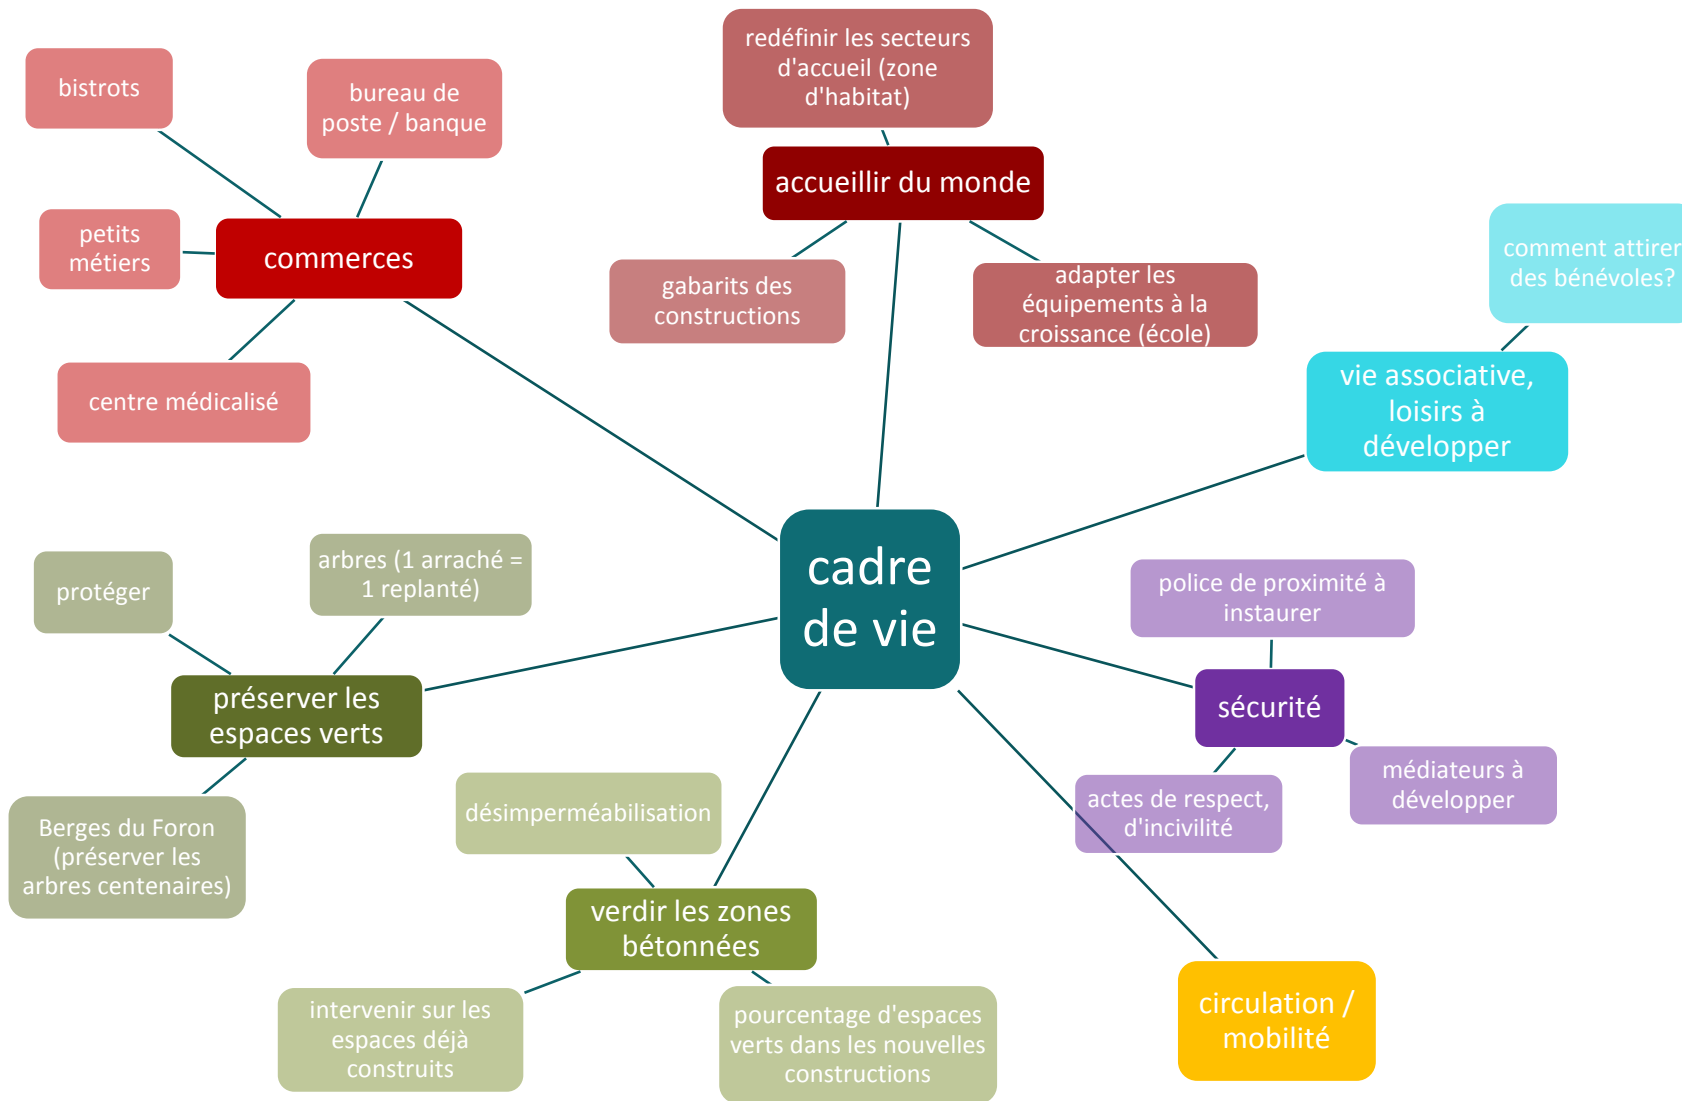 redéfinir les secteurs
d'accueil (zone
d'habitat)
bistrots
bureau de
poste / banque
accueillir du monde
petits
métiers
commerces
comment attirer
des bénévoles?
gabarits des
constructions
adapter les
équipements à la
croissance (école)
centre médicalisé
vie associative,
loisirs à
développer
cadre
de vie
protéger
arbres (1 arraché =
1 replanté)
police de proximité à
instaurer
préserver les
espaces verts
sécurité
médiateurs à
développer
actes de respect,
d'incivilité
désimperméabilisation
Berges du Foron
(préserver les
arbres centenaires)
verdir les zones
bétonnées
intervenir sur les
espaces déjà
construits
pourcentage d'espaces
verts dans les nouvelles
constructions
circulation /
mobilité